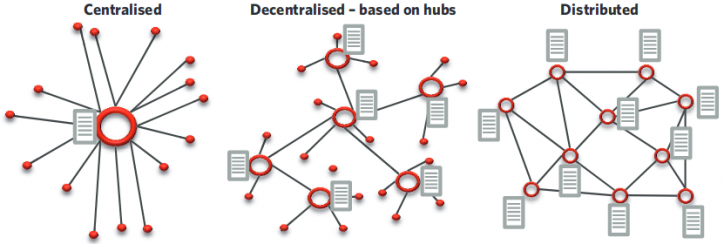 Centralised
Decentralised – based on hubs
Distributed